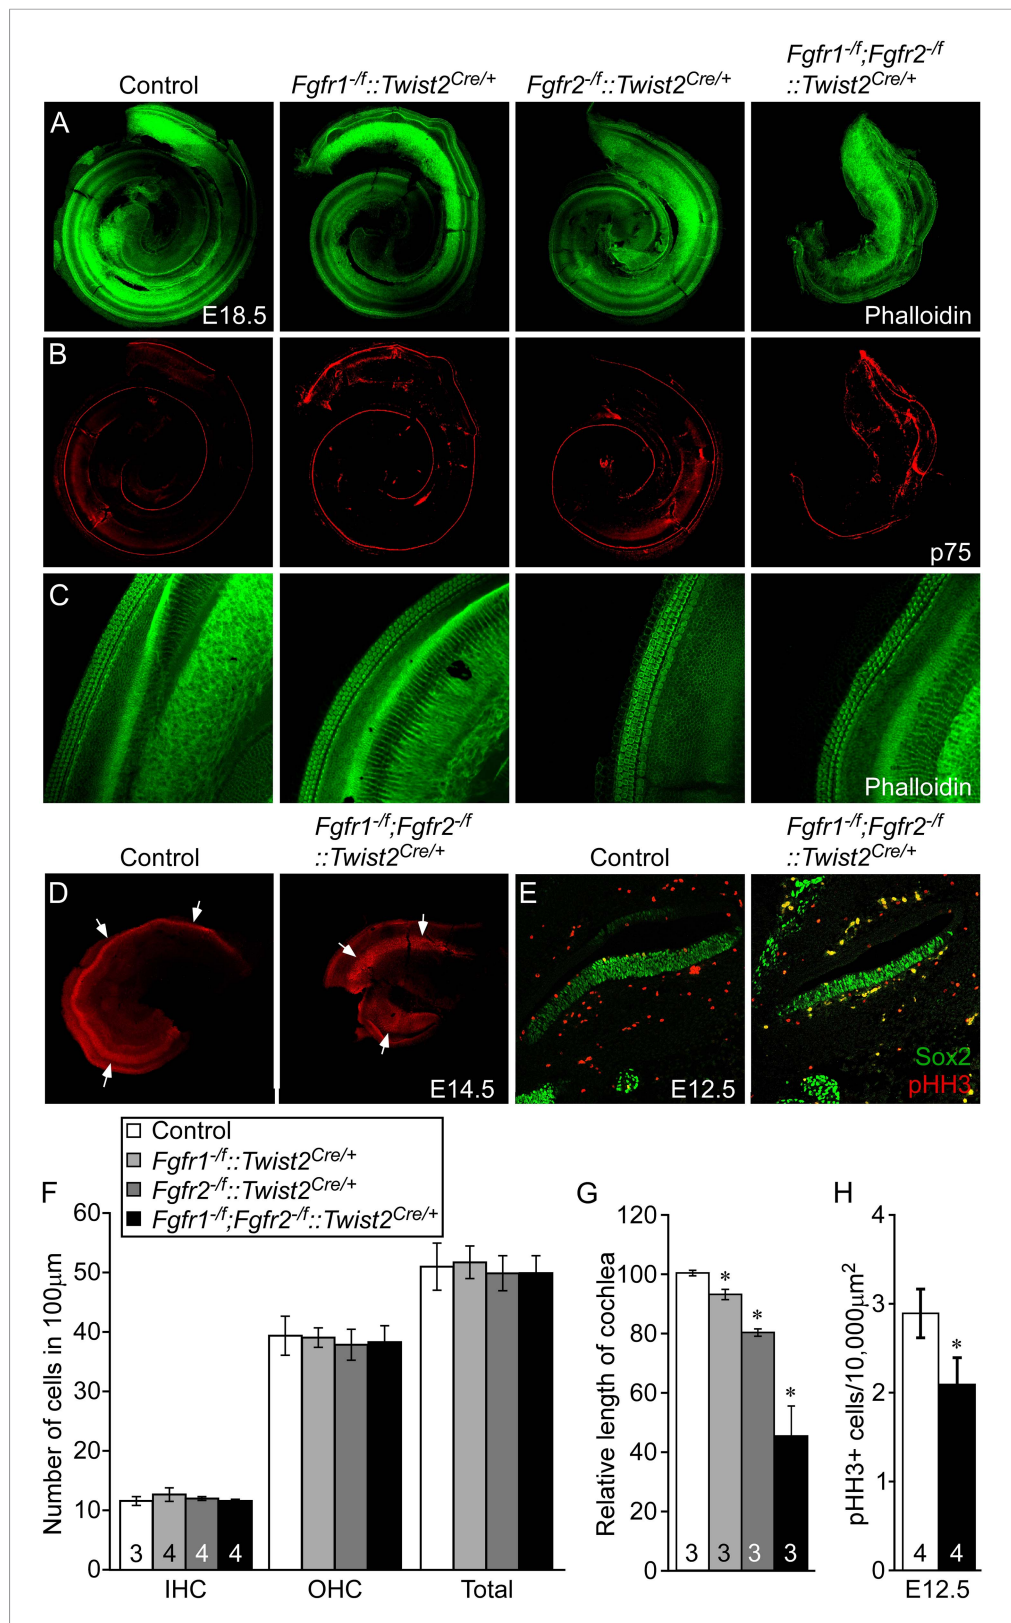 Fgfr1-/f;Fgfr2-/f
Control Fgfr1-/f::Twist2Cre/+ Fgfr2-/f::Twist2Cre/+ ::Twist2Cre/+
A E18.5 Phalloidin
B p75
C Phalloidin
Fgfr1-/f;Fgfr2-/f Fgfr1-/f;Fgfr2-/f
Control ::Twist2Cre/+ Control ::Twist2Cre/+
D E14.5
E E12.5 Sox2
pHH3
Control
Fgfr1-/f::Twist2Cre/+
Fgfr2-/f::Twist2Cre/+
Fgfr1-/f;Fgfr2-/f::Twist2Cre/+
F
Number of cells in 100μm
60
50
40
30
20
10
0
3 4 4 4
IHC OHC Total
G
Relative length of cochlea
120
100
80
60
40
20
0
* * *
3 3 3 3
H
pHH3+ cells/10,000μm2
4
3
2
1
0
*
4 4
E12.5